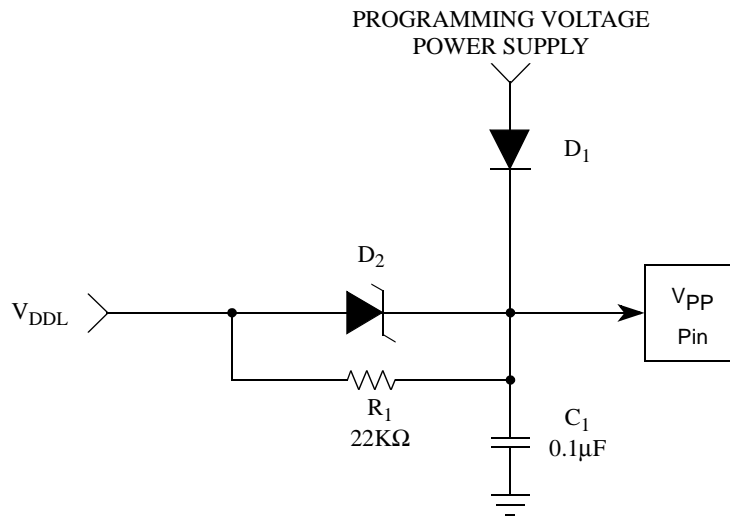 PROGRAMMING VOLTAGE
POWER SUPPLY
D1
D2
VDDL
VPP
Pin
R1
22KΩ
C1
0.1µF